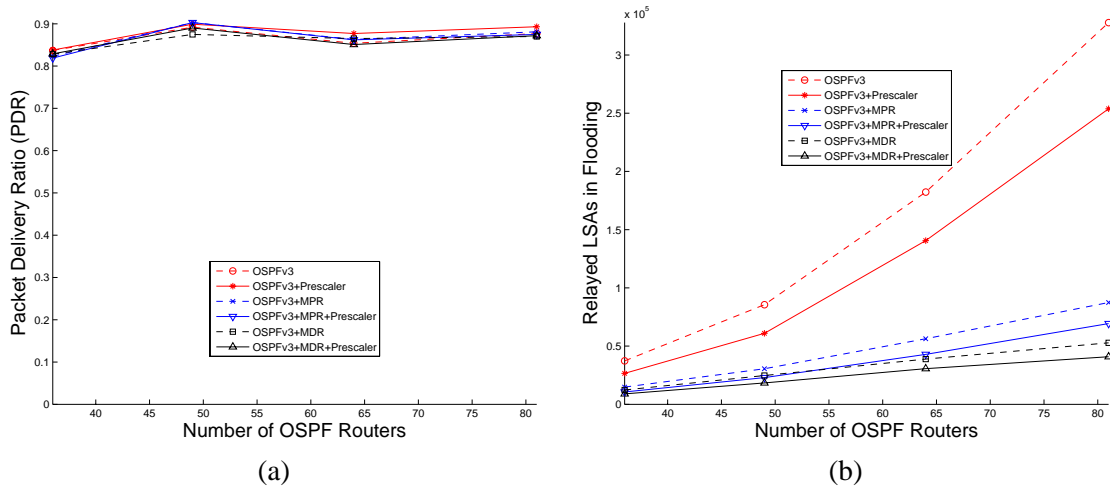 0.9
0.8
0.7
0.6
0.5
0.4
0.3
0.2
0.1
0
Packet Delivery Ratio (PDR)
OSPFv3
OSPFv3+Prescaler
OSPFv3+MPR
OSPFv3+MPR+Prescaler
OSPFv3+MDR
OSPFv3+MDR+Prescaler
40 45 50 55 60 65 70 75 80
Number of OSPF Routers
(a)
x 10^5
3
2.5
2
1.5
1
0.5
0
Relayed LSAs in Flooding
OSPFv3
OSPFv3+Prescaler
OSPFv3+MPR
OSPFv3+MPR+Prescaler
OSPFv3+MDR
OSPFv3+MDR+Prescaler
40 45 50 55 60 65 70 75 80
Number of OSPF Routers
(b)